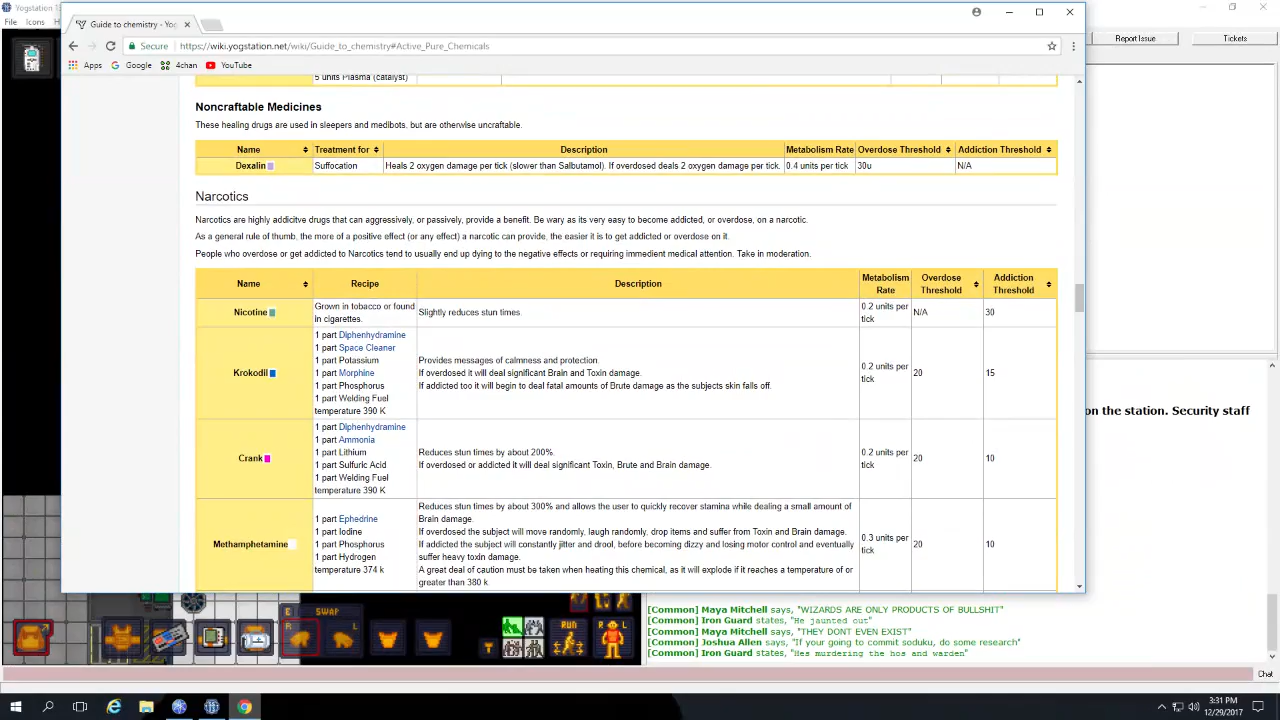 Yogstation
File Icons
Guide to chemistry - Yog
Report Issue
Tickets
Secure https://wiki.yogstation.net/wiki/Guide_to_chemistry#Active_Pure_Chemicals
Apps Google 4chan YouTube
5 units Plasma (catalyst)
Noncraftable Medicines
These healing drugs are used in sleepers and medibots, but are otherwise uncraftable.
Name Treatment for Description Metabolism Rate Overdose Threshold Addiction Threshold
Dexalin Suffocation Heals 2 oxygen damage per tick (slower than Salbutamol). If overdosed deals 2 oxygen damage per tick. 0.4 units per tick 30u N/A
Narcotics
Narcotics are highly addicitve drugs that can aggressively, or passively, provide a benefit. Be wary as its very easy to become addicted, or overdose, on a narcotic.
As a general rule of thumb, the more of a positive effect (or any effect) a narcotic can provide, the easier it is to get addicted or overdose on it.
People who overdose or get addicted to Narcotics tend to usually end up dying to the negative effects or requiring immedient medical attention. Take in moderation.
Name Recipe Description Metabolism Rate Overdose Threshold Addiction Threshold
Nicotine
Grown in tobacco or found
in cigarettes.
Slightly reduces stun times.
0.2 units per
tick
N/A
30
Krokodil
1 part Diphenhydramine
1 part Space Cleaner
1 part Potassium
1 part Morphine
1 part Phosphorus
1 part Welding Fuel
temperature 390 K
Provides messages of calmness and protection.
If overdosed it will deal significant Brain and Toxin damage.
If addicted too it will begin to deal fatal amounts of Brute damage as the subjects skin falls off.
0.2 units per
tick
20
15
Crank
1 part Diphenhydramine
1 part Ammonia
1 part Lithium
1 part Sulfuric Acid
1 part Welding Fuel
temperature 390 K
Reduces stun times by about 200%.
If overdosed or addicted it will deal significant Toxin, Brute and Brain damage.
0.2 units per
tick
20
10
Methamphetamine
1 part Ephedrine
1 part Iodine
1 part Phosphorus
1 part Hydrogen
temperature 374 k
Reduces stun times by about 300% and allows the user to quickly recover stamina while dealing a small amount of
Brain damage.
If overdosed the subject will move randomly, laugh randomly, drop items and suffer from Toxin and Brain damage.
If addicted the subject will constantly jitter and drool, before becoming dizzy and losing motor control and eventually
suffer heavy toxin damage.
A great deal of caution must be taken when heating this chemical, as it will explode if it reaches a temperature of or
greater than 380 k
0.3 units per
tick
20
10
on the station. Security staff
E SWAP
R L
RUN
R L
[Common] Maya Mitchell says, "WIZARDS ARE ONLY PRODUCTS OF BULLSHIT"
[Common] Iron Guard states, "He jaunted out"
[Common] Maya Mitchell says, "THEY DONT EVEN EXIST"
[Common] Joshua Allen says, "If your going to commit soduku, do some research"
[Common] Iron Guard states, "Hes murdering the hos and warden"
Chat
3:31 PM
12/29/2017